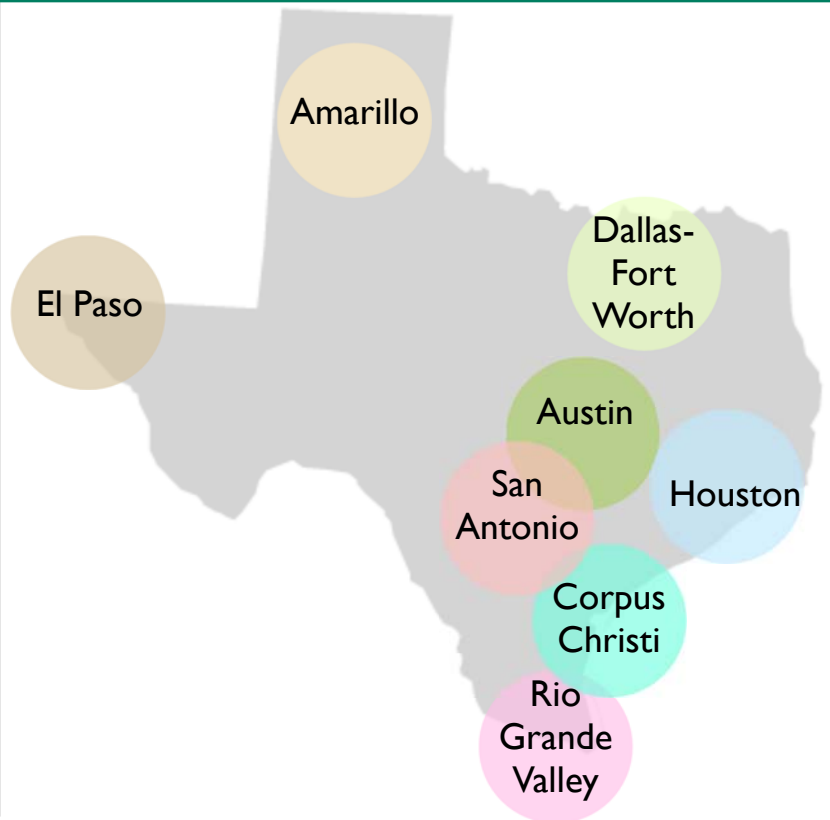 Amarillo
Dallas-
Fort
Worth
El Paso
Austin
San
Antonio
Houston
Corpus
Christi
Rio
Grande
Valley